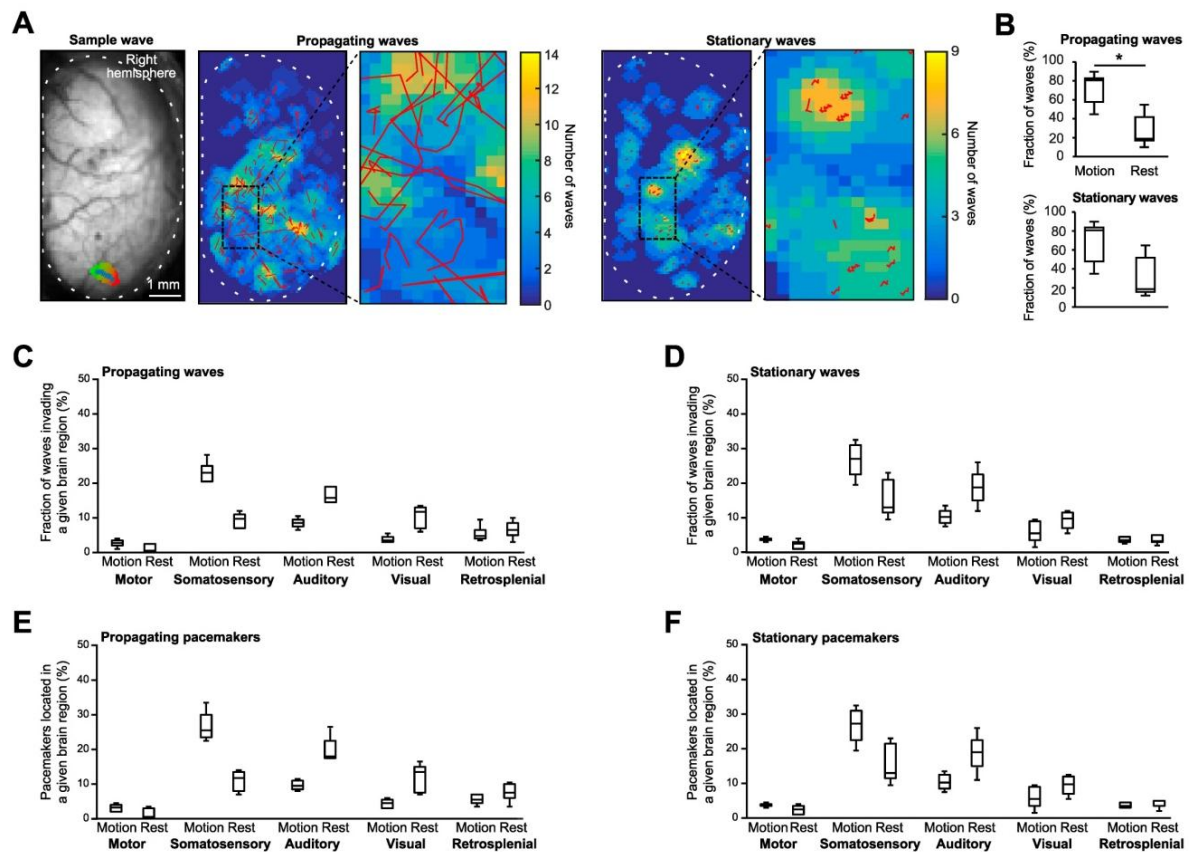 A
Sample wave
Right
hemisphere
1 mm
Propagating waves
14
12
10
8
6
4
2
0
Number of waves
Stationary waves
9
6
3
0
Number of waves
B
Propagating waves
Fraction of waves (%)
100
80
60
40
20
0
*
Motion Rest
Stationary waves
Fraction of waves (%)
100
80
60
40
20
0
C
Propagating waves
Fraction of waves invading
a given brain region (%)
50
40
30
20
10
0
Motion Rest Motion Rest Motion Rest Motion Rest Motion Rest
Motor Somatosensory Auditory Visual Retrosplenial
D
Stationary waves
Fraction of waves invading
a given brain region (%)
50
40
30
20
10
0
Motion Rest Motion Rest Motion Rest Motion Rest Motion Rest
Motor Somatosensory Auditory Visual Retrosplenial
E
Propagating pacemakers
Pacemakers located in
a given brain region (%)
50
40
30
20
10
0
Motion Rest Motion Rest Motion Rest Motion Rest Motion Rest
Motor Somatosensory Auditory Visual Retrosplenial
F
Stationary pacemakers
Pacemakers located in
a given brain region (%)
50
40
30
20
10
0
Motion Rest Motion Rest Motion Rest Motion Rest Motion Rest
Motor Somatosensory Auditory Visual Retrosplenial